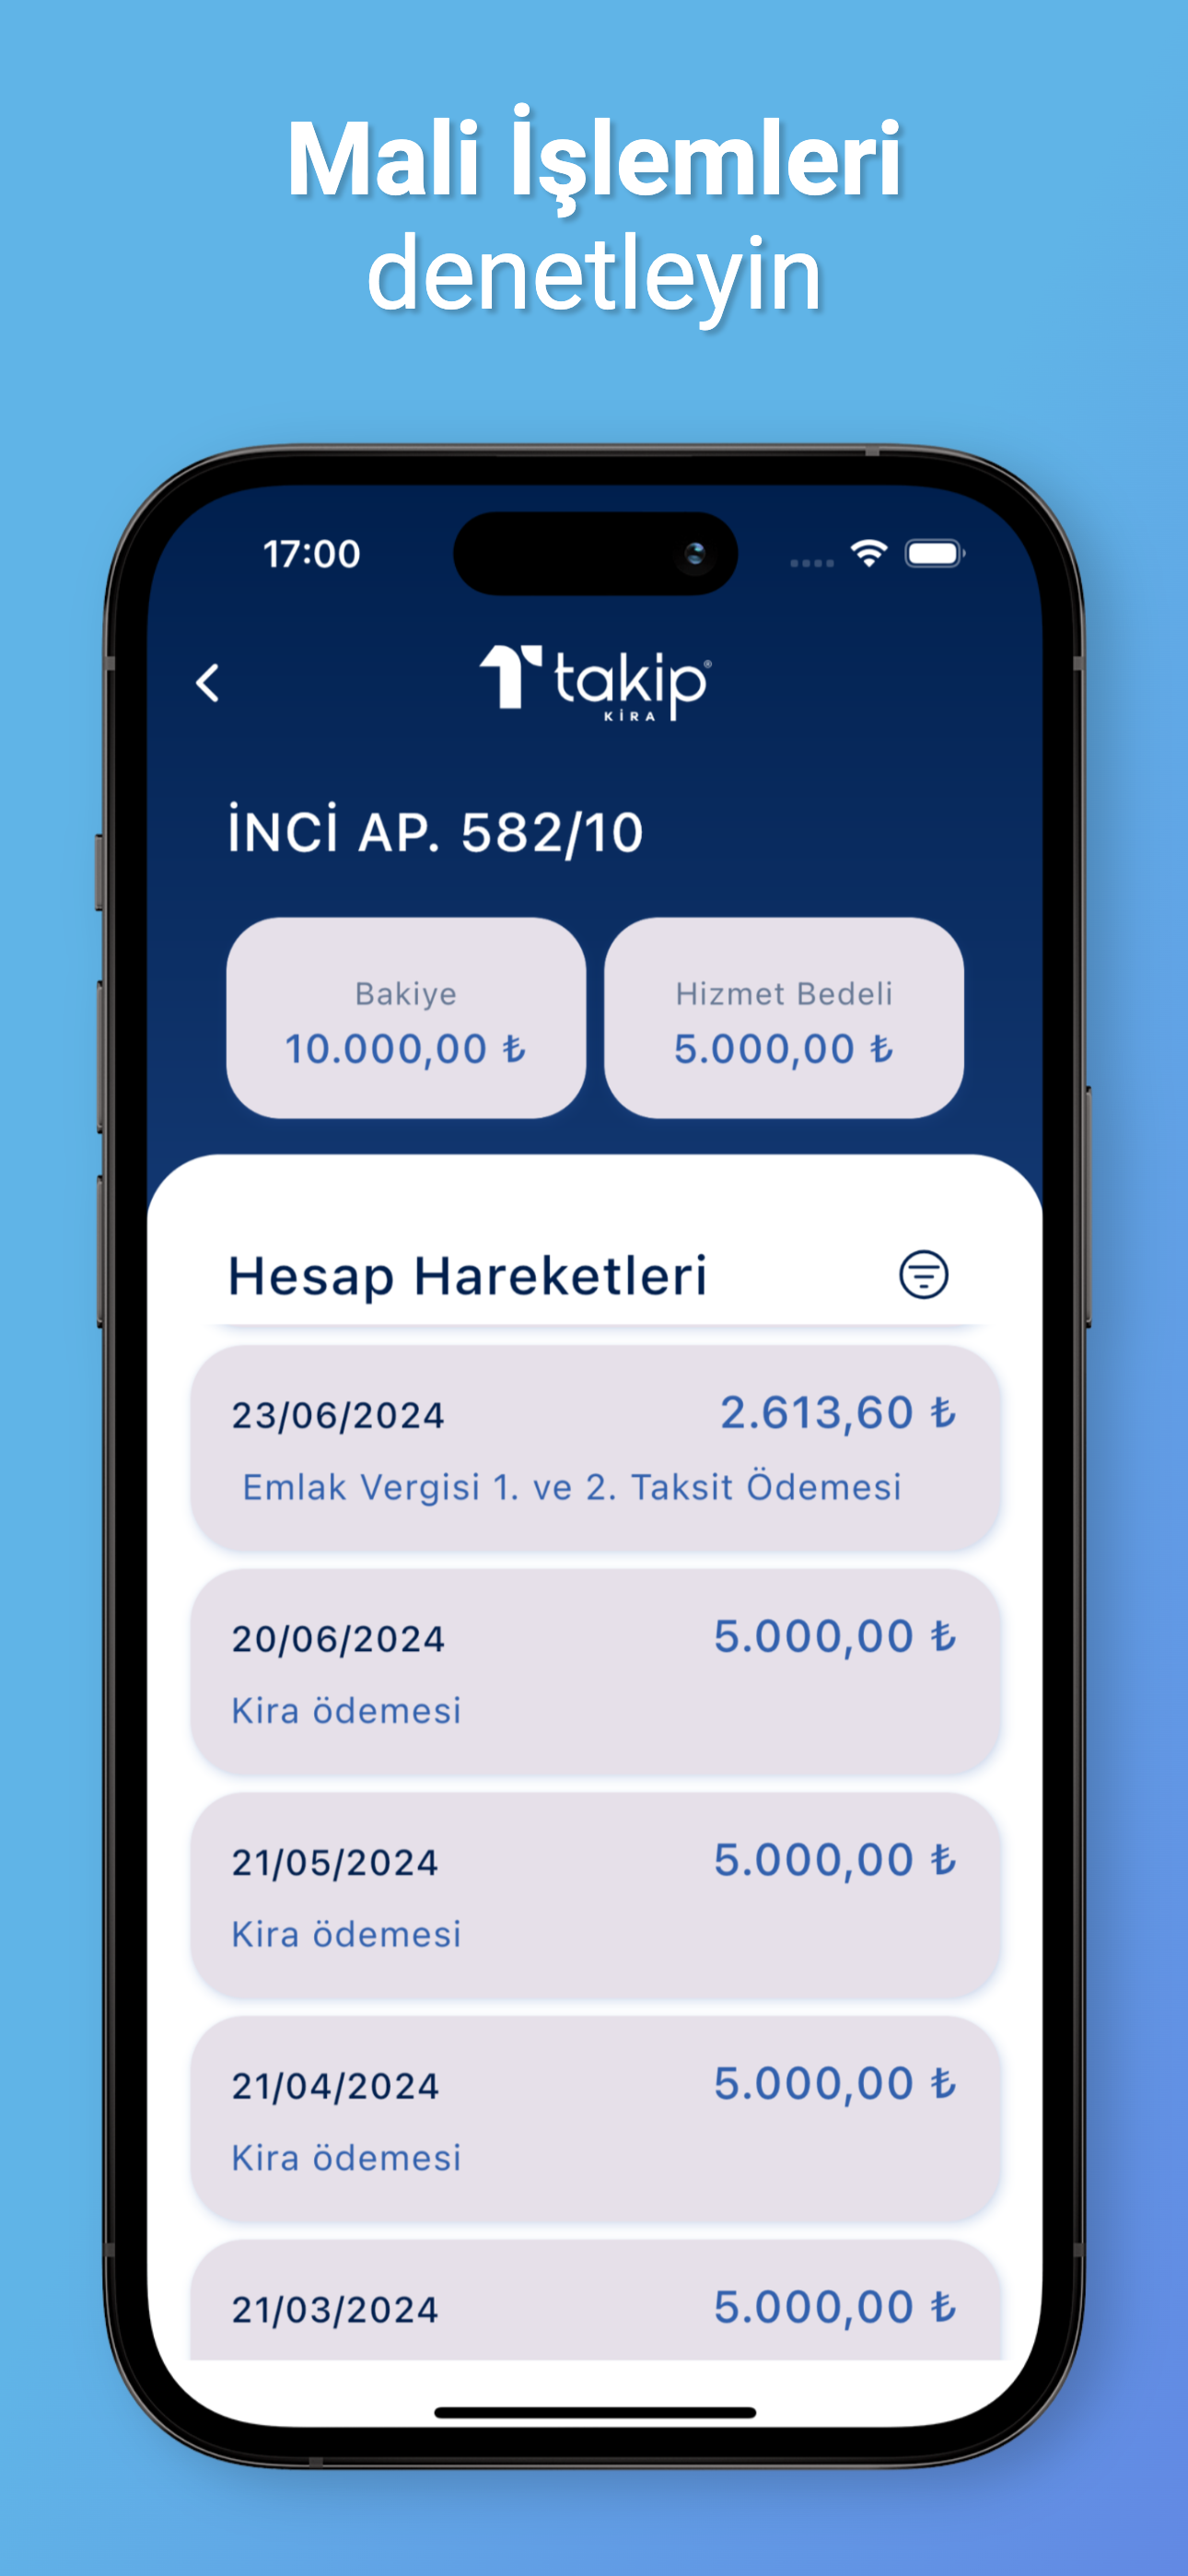 Mali İşlemleri
denetleyin
17:00
takip®
KİRA
İNCİ AP. 582/10
Bakiye
10.000,00 ₺
Hizmet Bedeli
5.000,00 ₺
Hesap Hareketleri
23/06/2024 2.613,60 ₺
Emlak Vergisi 1. ve 2. Taksit Ödemesi
20/06/2024 5.000,00 ₺
Kira ödemesi
21/05/2024 5.000,00 ₺
Kira ödemesi
21/04/2024 5.000,00 ₺
Kira ödemesi
21/03/2024 5.000,00 ₺